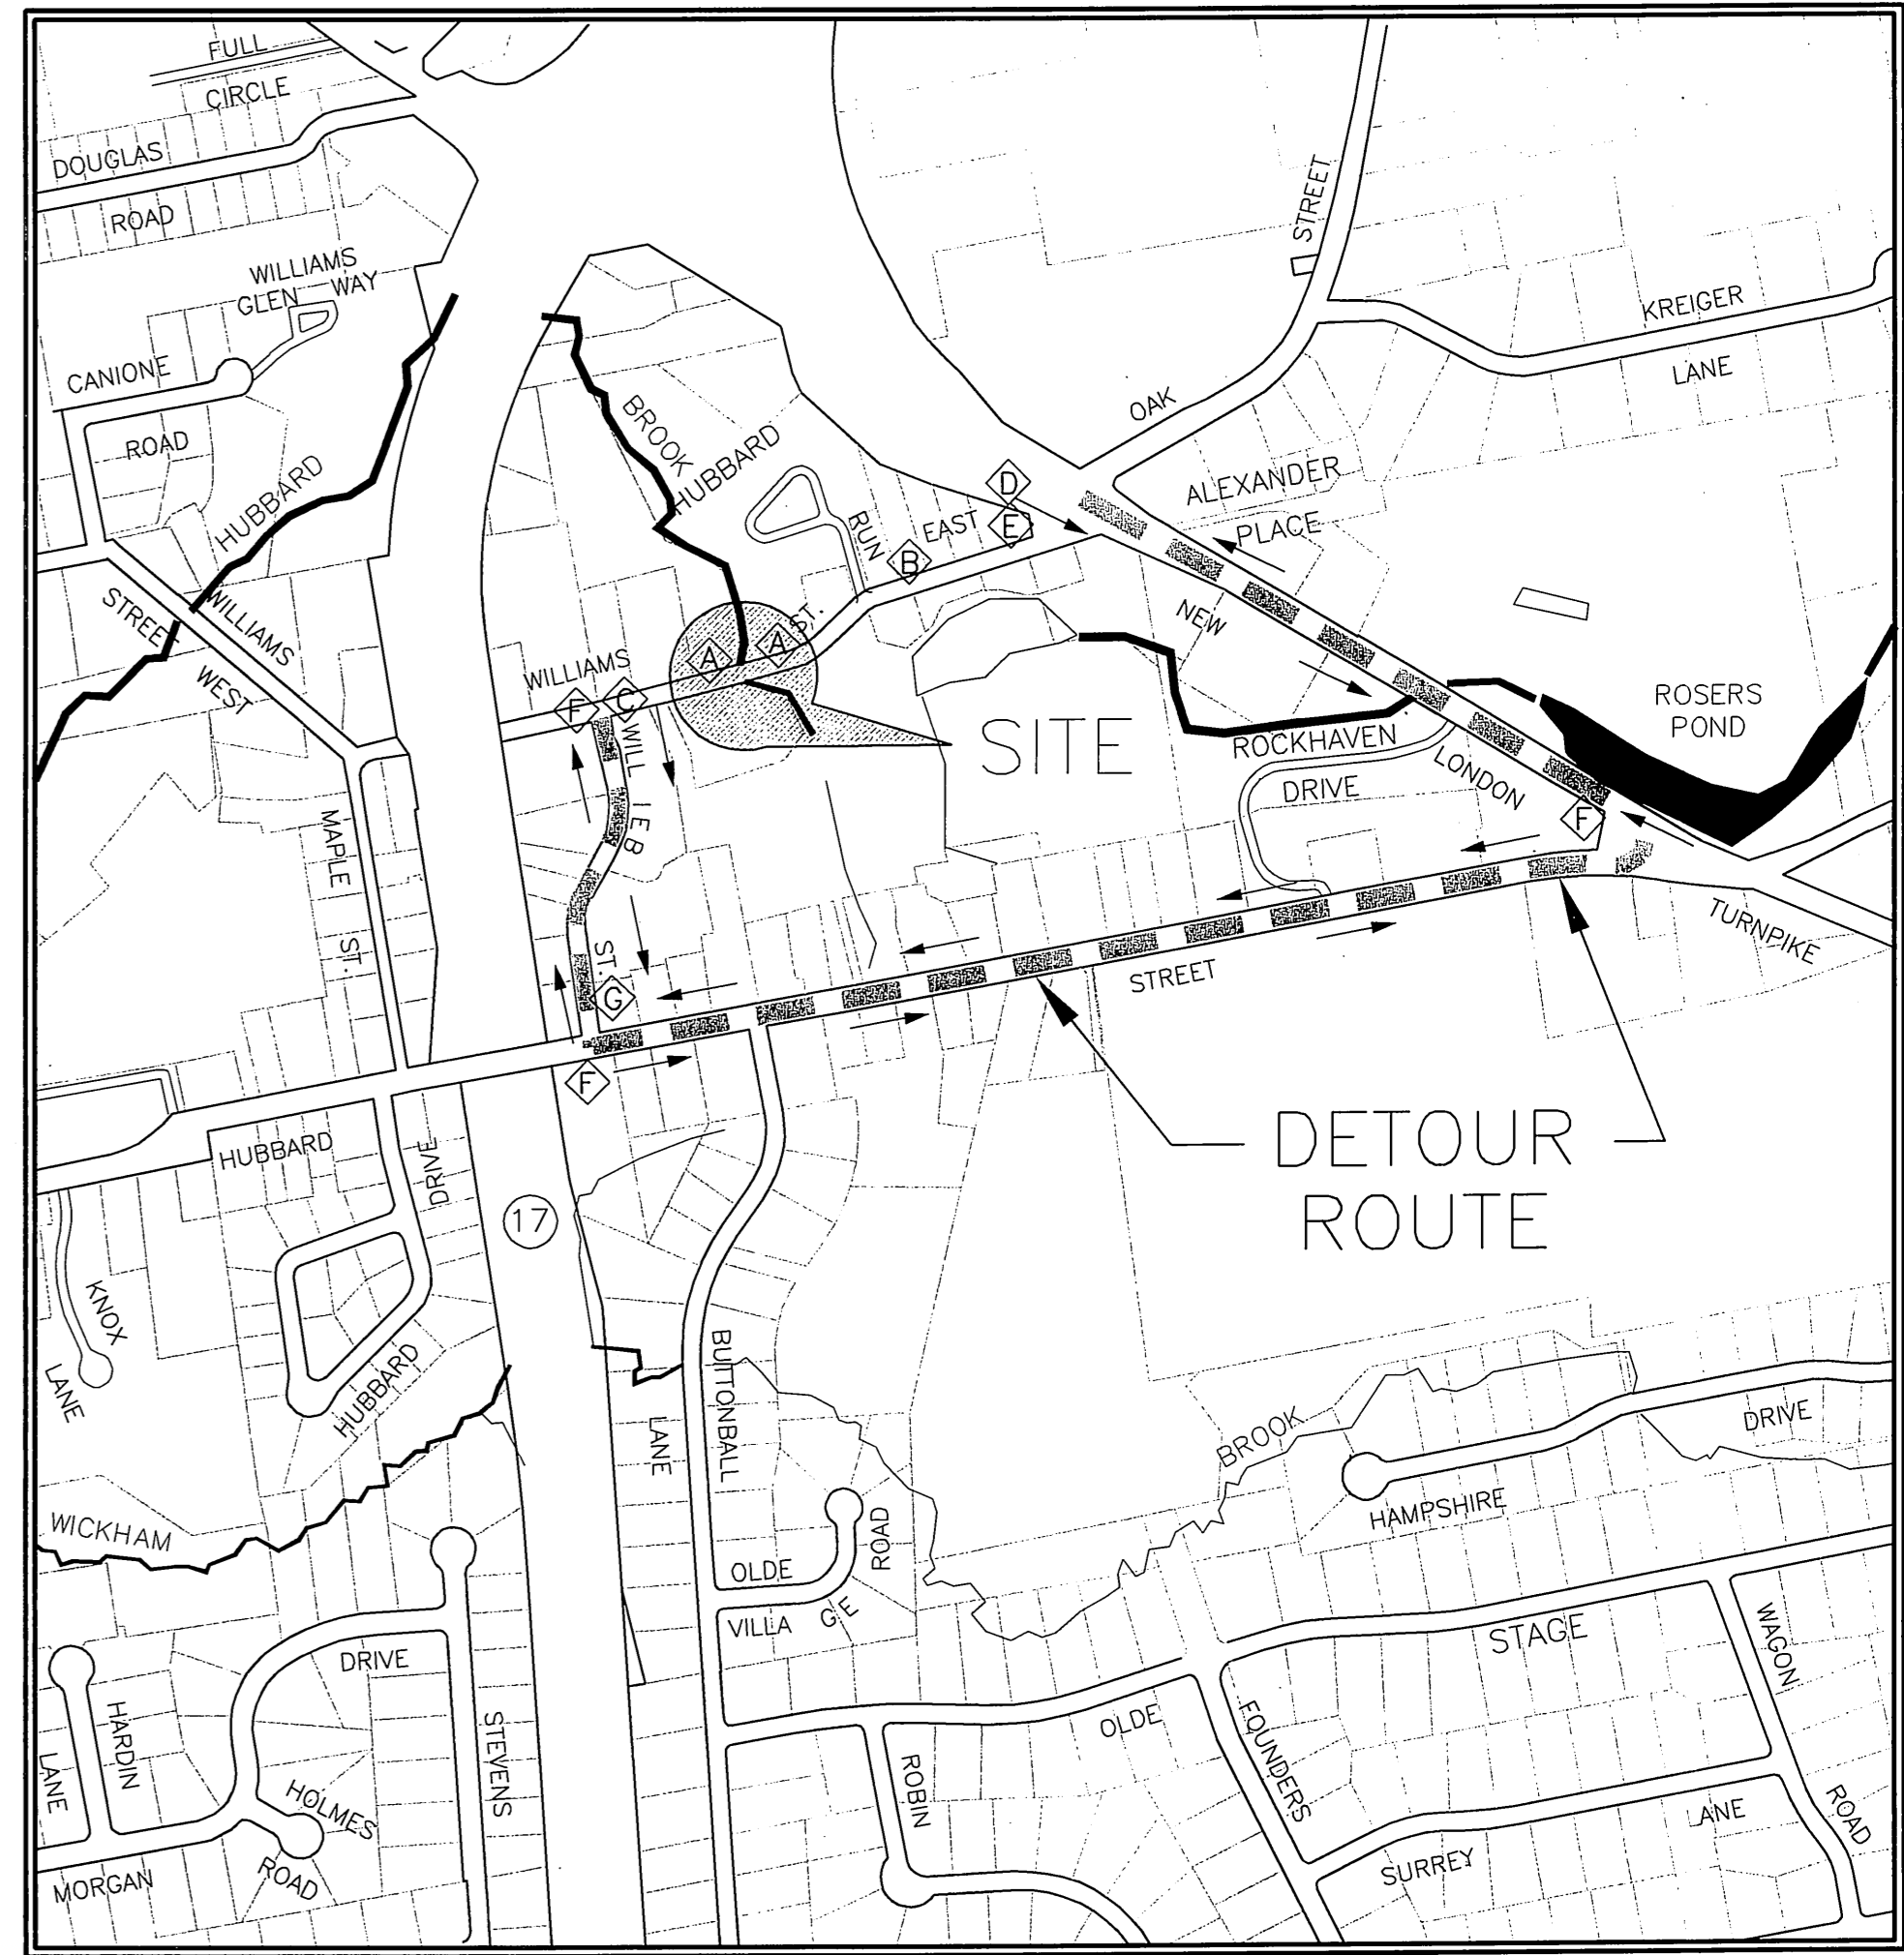 FULL
CIRCLE
DOUGLAS
ROAD
WILLIAMS
GLEN WAY
CANIONE
ROAD
HUBBARD
BROOK
HUBBARD
STREET
OAK
KREIGER
LANE
ALEXANDER
PLACE
D
E
EAST
B
RUN
NEW
STREET
WILLIAMS
WEST
WILLIAMS
A
A
ST.
F
C
WILL IE B
ST.
G
SITE
ROCKHAVEN
DRIVE
LONDON
ROSERS
POND
F
TURNPIKE
MAPLE
ST.
STREET
F
DETOUR
ROUTE
HUBBARD
DRIVE
17
KNOX
LANE
HUBBARD
BUTTONBALL
LANE
BROOK
DRIVE
HAMPSHIRE
WICKHAM
OLDE
VILLA GE
ROAD
STAGE
WAGON
ROAD
DRIVE
HARDIN
LANE
STEVENS
HOLMES
ROAD
MORGAN
ROBIN
OLDE
FOUNDERS
SURREY
LANE